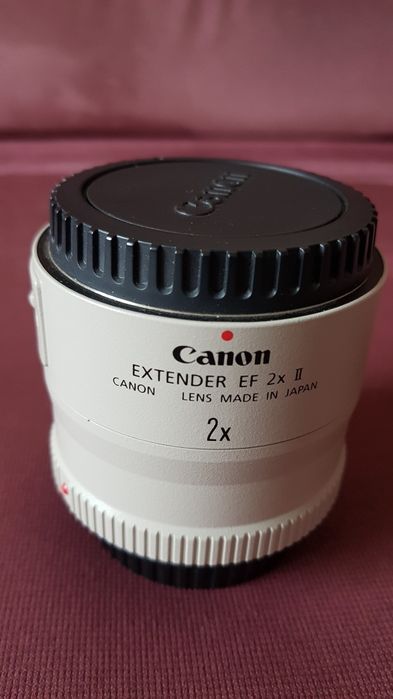 Canon
Canon
EXTENDER EF 2x II
CANON LENS MADE IN JAPAN
2x